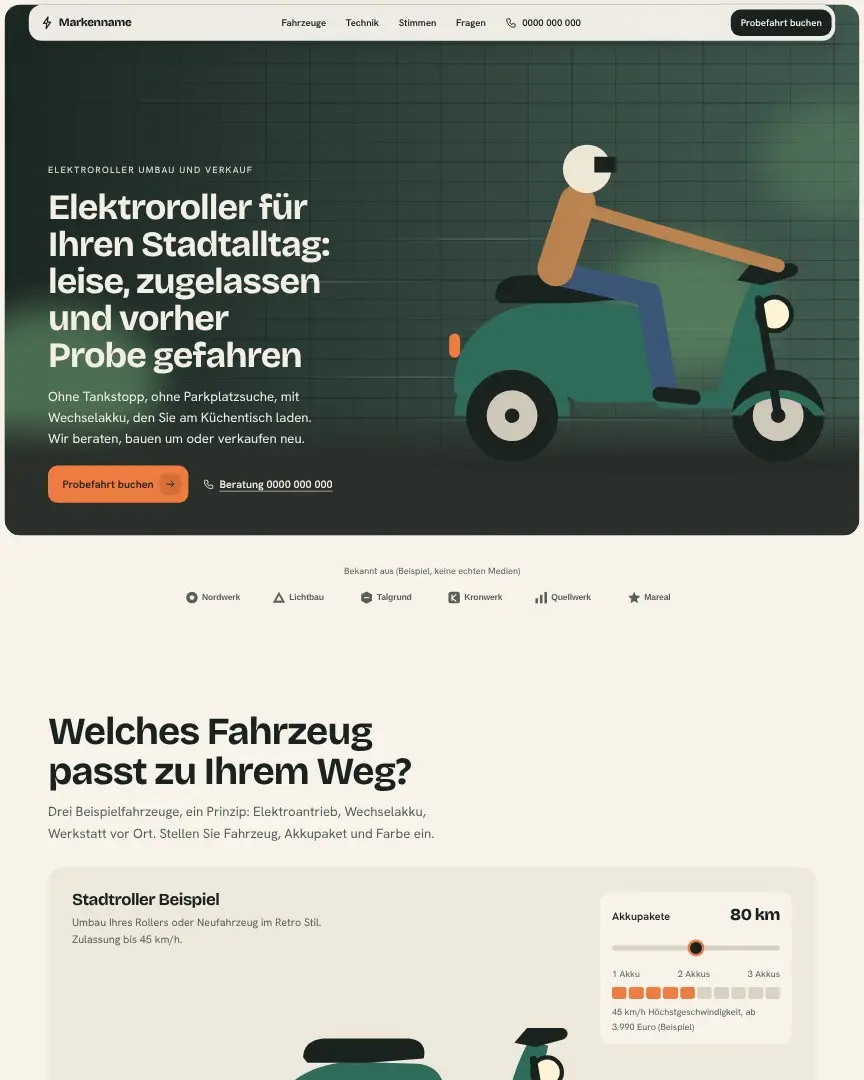 Markenname
Fahrzeuge
Technik
Stimmen
Fragen
0000 000 000
Probefahrt buchen
ELEKTROROLLER UMBAU UND VERKAUF
Elektroroller für
Ihren Stadtalltag:
leise, zugelassen
und vorher
Probe gefahren
Ohne Tankstopp, ohne Parkplatzsuche, mit
Wechselakku, den Sie am Küchentisch laden.
Wir beraten, bauen um oder verkaufen neu.
Probefahrt buchen
Beratung 0000 000 000
Bekannt aus (Beispiel, keine echten Medien)
Nordwerk
Lichtbau
Talgrund
Kronwerk
Quellwerk
Mareal
Welches Fahrzeug
passt zu Ihrem Weg?
Drei Beispielfahrzeuge, ein Prinzip: Elektroantrieb, Wechselakku,
Werkstatt vor Ort. Stellen Sie Fahrzeug, Akkupaket und Farbe ein.
Stadtroller Beispiel
Umbau Ihres Rollers oder Neufahrzeug im Retro Stil.
Zulassung bis 45 km/h.
Akkupakete
80 km
1 Akku
2 Akkus
3 Akkus
45 km/h Höchstgeschwindigkeit, ab
3.990 Euro (Beispiel)